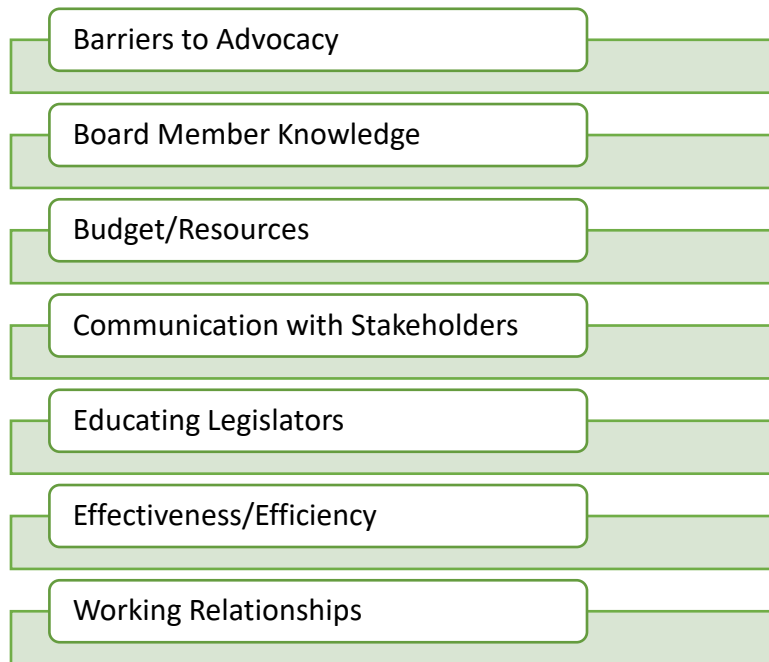 Barriers to Advocacy
Board Member Knowledge
Budget/Resources
Communication with Stakeholders
Educating Legislators
Effectiveness/Efficiency
Working Relationships